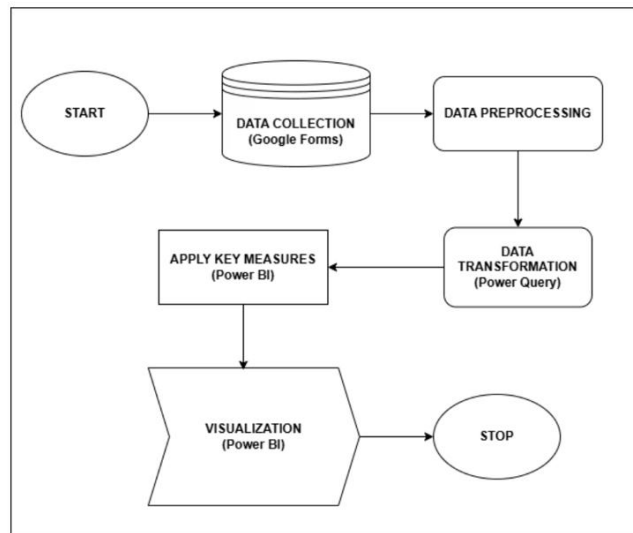 START
DATA COLLECTION
(Google Forms)
DATA PREPROCESSING
DATA
TRANSFORMATION
(Power Query)
APPLY KEY MEASURES
(Power BI)
VISUALIZATION
(Power BI)
STOP